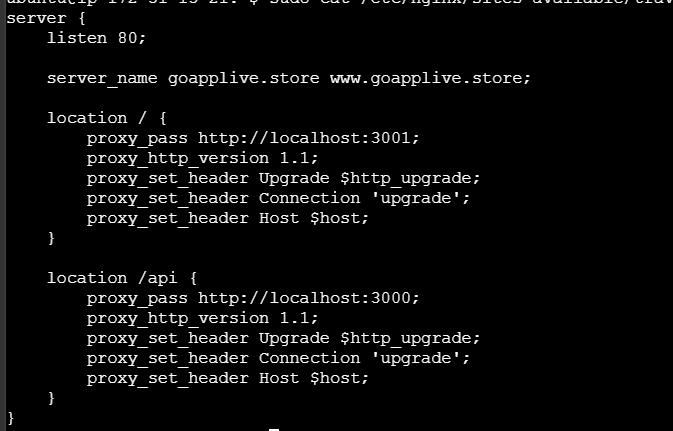 server {
    listen 80;
    server_name goapplive.store www.goapplive.store;
    location / {
        proxy_pass http://localhost:3001;
        proxy_http_version 1.1;
        proxy_set_header Upgrade $http_upgrade;
        proxy_set_header Connection 'upgrade';
        proxy_set_header Host $host;
    }
    location /api {
        proxy_pass http://localhost:3000;
        proxy_http_version 1.1;
        proxy_set_header Upgrade $http_upgrade;
        proxy_set_header Connection 'upgrade';
        proxy_set_header Host $host;
    }
}